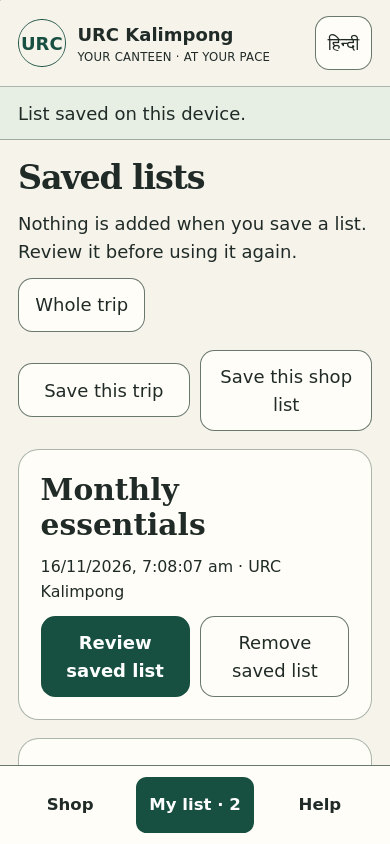 URC
URC Kalimpong
YOUR CANTEEN · AT YOUR PACE
हिन्दी
List saved on this device.
Saved lists
Nothing is added when you save a list.
Review it before using it again.
Whole trip
Save this trip
Save this shop
list
Monthly
essentials
16/11/2026, 7:08:07 am · URC
Kalimpong
Review
saved list
Remove
saved list
Shop
My list · 2
Help